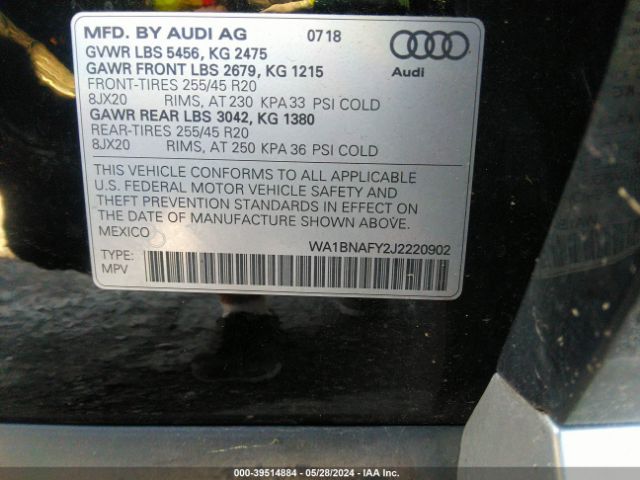 MFD. BY AUDI AG 0718
GVWR LBS 5456, KG 2475
GAWR FRONT LBS 2679, KG 1215
FRONT-TIRES 255/45 R20
8JX20 RIMS, AT 230 KPA 33 PSI COLD
GAWR REAR LBS 3042, KG 1380
REAR-TIRES 255/45 R20
8JX20 RIMS, AT 250 KPA 36 PSI COLD
Audi
THIS VEHICLE CONFORMS TO ALL APPLICABLE
U.S. FEDERAL MOTOR VEHICLE SAFETY AND
THEFT PREVENTION STANDARDS IN EFFECT ON
THE DATE OF MANUFACTURE SHOWN ABOVE.
MEXICO
WA1BNAFY2J2220902
TYPE:
MPV
000-39514884 - 05/28/2024 - IAA Inc.